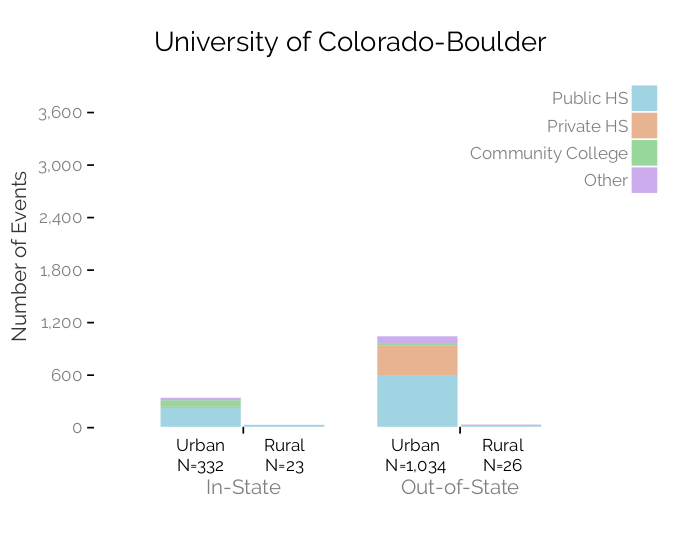 University of Colorado-Boulder
Public HS
Private HS
Community College
Other
Number of Events
3,600
3,000
2,400
1,800
1,200
600
0
Urban Rural Urban Rural
N=332 N=23 N=1,034 N=26
In-State Out-of-State